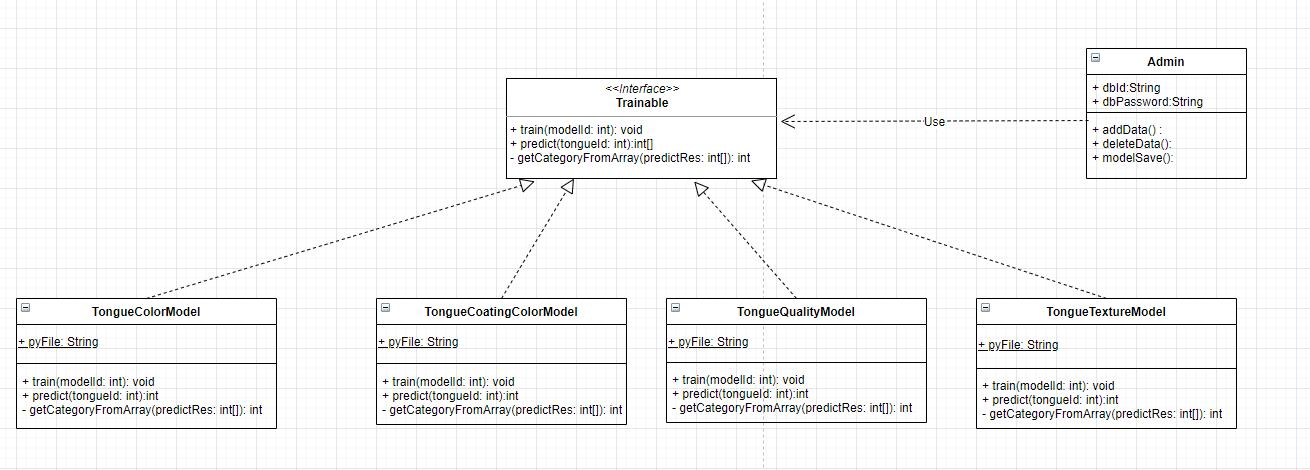 <<Interface>>
Trainable
+ train(modelId: int): void
+ predict(tongueId: int):int[]
- getCategoryFromArray(predictRes: int[]): int
Use
Admin
+ dbId:String
+ dbPassword:String
+ addData() :
+ deleteData():
+ modelSave():
TongueColorModel
+ pyFile: String
+ train(modelId: int): void
+ predict(tongueId: int):int
- getCategoryFromArray(predictRes: int[]): int
TongueCoatingColorModel
+ pyFile: String
+ train(modelId: int): void
+ predict(tongueId: int):int
- getCategoryFromArray(predictRes: int[]): int
TongueQualityModel
+ pyFile: String
+ train(modelId: int): void
+ predict(tongueId: int):int
- getCategoryFromArray(predictRes: int[]): int
TongueTextureModel
+ pyFile: String
+ train(modelId: int): void
+ predict(tongueId: int):int
- getCategoryFromArray(predictRes: int[]): int